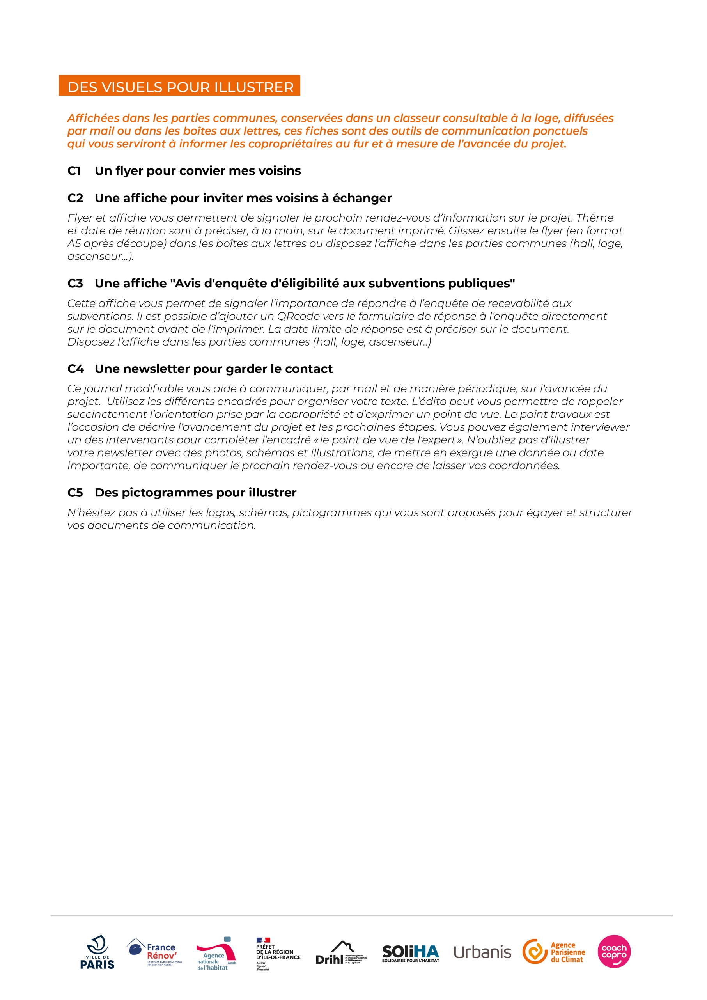 DES VISUELS POUR ILLUSTRER
Affichées dans les parties communes, conservées dans un classeur consultable à la loge, diffusées
par mail ou dans les boîtes aux lettres, ces fiches sont des outils de communication ponctuels
qui vous serviront à informer les copropriétaires au fur et à mesure de l’avancée du projet.
C1 Un flyer pour convier mes voisins
C2 Une affiche pour inviter mes voisins à échanger
Flyer et affiche vous permettent de signaler le prochain rendez-vous d’information sur le projet. Thème
et date de réunion sont à préciser, à la main, sur le document imprimé. Glissez ensuite le flyer (en format
A5 après découpe) dans les boîtes aux lettres ou disposez l’affiche dans les parties communes (hall, loge,
ascenseur…).
C3 Une affiche "Avis d'enquête d'éligibilité aux subventions publiques"
Cette affiche vous permet de signaler l’importance de répondre à l’enquête de recevabilité aux
subventions. Il est possible d’ajouter un QRcode vers le formulaire de réponse à l’enquête directement
sur le document avant de l’imprimer. La date limite de réponse est à préciser sur le document.
Disposez l’affiche dans les parties communes (hall, loge, ascenseur..)
C4 Une newsletter pour garder le contact
Ce journal modifiable vous aide à communiquer, par mail et de manière périodique, sur l'avancée du
projet.  Utilisez les différents encadrés pour organiser votre texte. L’édito peut vous permettre de rappeler
succinctement l’orientation prise par la copropriété et d’exprimer un point de vue. Le point travaux est
l’occasion de décrire l’avancement du projet et les prochaines étapes. Vous pouvez également interviewer
un des intervenants pour compléter l’encadré « le point de vue de l’expert ». N’oubliez pas d’illustrer
votre newsletter avec des photos, schémas et illustrations, de mettre en exergue une donnée ou date
importante, de communiquer le prochain rendez-vous ou encore de laisser vos coordonnées.
C5 Des pictogrammes pour illustrer
N’hésitez pas à utiliser les logos, schémas, pictogrammes qui vous sont proposés pour égayer et structurer
vos documents de communication.
VILLE DE
PARIS
France
Rénov’
Le service public pour mieux
rénover mon habitat
Agence
nationale
de l'habitat
Anah
PRÉFET
DE LA RÉGION
D’ÎLE-DE-FRANCE
Liberté
Égalité
Fraternité
Drihl
Direction régionale
et interdépartementale
de l’Hébergement
et du Logement
SOLiHA
SOLIDAIRES POUR L’HABITAT
Urbanis
Agence
Parisienne
du Climat
coach
copro